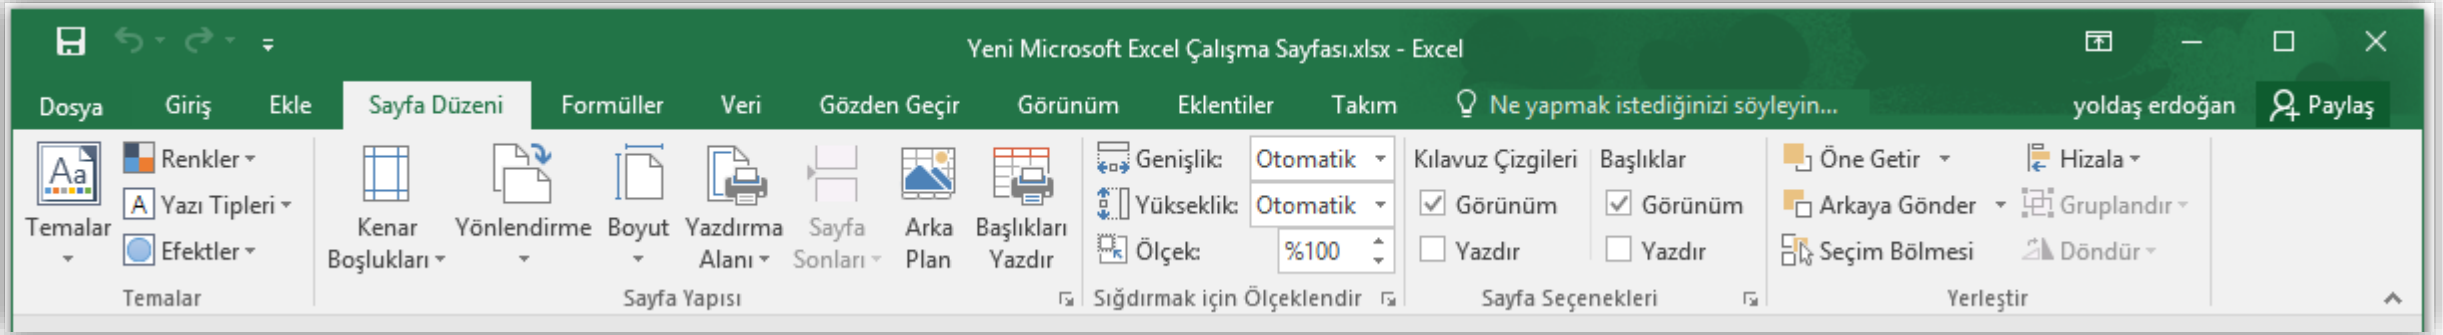 Yeni Microsoft Excel Çalışma Sayfası.xlsx - Excel
Dosya Giriş Ekle Sayfa Düzeni Formüller Veri Gözden Geçir Görünüm Eklentiler Takım Ne yapmak istediğinizi söyleyin... yoldaş erdoğan Paylaş
Aa
Temalar
Renkler
A Yazı Tipleri
Efektler
Temalar
Kenar
Boşlukları
Yönlendirme
Boyut
Yazdırma
Alanı
Sayfa
Sonları
Arka
Plan
Başlıkları
Yazdır
Sayfa Yapısı
Genişlik: Otomatik
Yükseklik: Otomatik
Ölçek: %100
Sığdırmak için Ölçeklendir
Kılavuz Çizgileri
Görünüm
Yazdır
Başlıklar
Görünüm
Yazdır
Sayfa Seçenekleri
Öne Getir
Arkaya Gönder
Seçim Bölmesi
Hizala
Gruplandır
Döndür
Yerleştir